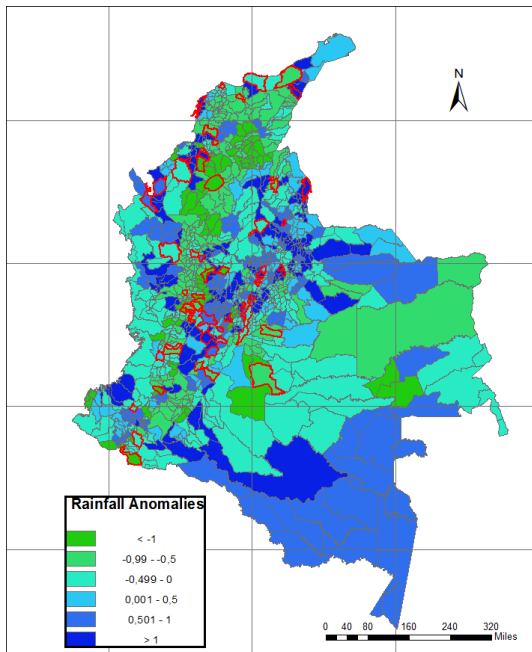 N
Rainfall Anomalies
< -1
-0,99 - -0,5
-0,499 - 0
0,001 - 0,5
0,501 - 1
> 1
0 40 80 160 240 320
Miles